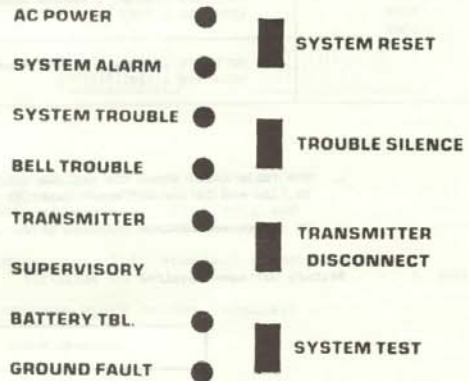 AC POWER
SYSTEM ALARM
SYSTEM TROUBLE
BELL TROUBLE
TRANSMITTER
SUPERVISORY
BATTERY TBL.
GROUND FAULT
SYSTEM RESET
TROUBLE SILENCE
TRANSMITTER
DISCONNECT
SYSTEM TEST